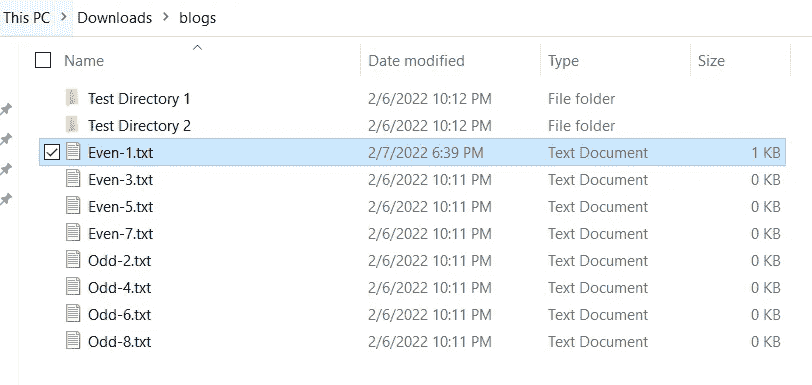 This PC > Downloads > blogs
Name Date modified Type Size
Test Directory 1 2/6/2022 10:12 PM File folder
Test Directory 2 2/6/2022 10:12 PM File folder
Even-1.txt 2/7/2022 6:39 PM Text Document 1 KB
Even-3.txt 2/6/2022 10:11 PM Text Document 0 KB
Even-5.txt 2/6/2022 10:11 PM Text Document 0 KB
Even-7.txt 2/6/2022 10:11 PM Text Document 0 KB
Odd-2.txt 2/6/2022 10:11 PM Text Document 0 KB
Odd-4.txt 2/6/2022 10:11 PM Text Document 0 KB
Odd-6.txt 2/6/2022 10:11 PM Text Document 0 KB
Odd-8.txt 2/6/2022 10:11 PM Text Document 0 KB